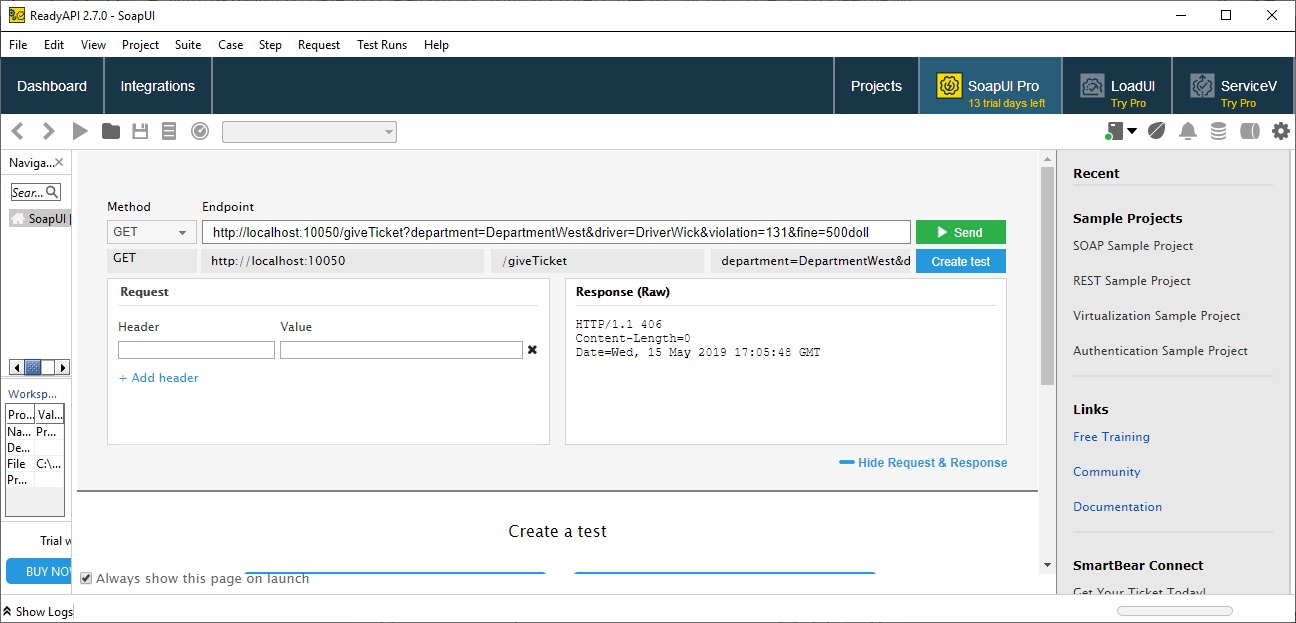 ReadyAPI 2.7.0 - SoapUI
File Edit View Project Suite Case Step Request Test Runs Help
Dashboard Integrations Projects SoapUI Pro LoadUI ServiceV
13 trial days left Try Pro Try Pro
Naviga...
Sear...
SoapUI
Method Endpoint
GET http://localhost:10050/giveTicket?department=DepartmentWest&driver=DriverWick&violation=131&fine=500doll Send
GET http://localhost:10050 /giveTicket department=DepartmentWest&d Create test
Request
Header Value
+ Add header
Response (Raw)
HTTP/1.1 406
Content-Length=0
Date=Wed, 15 May 2019 17:05:48 GMT
Hide Request & Response
Create a test
Always show this page on launch
Worksp...
Pro... Val...
Na... Pr...
De...
File C:\...
Pr...
Trial w
BUY NO
Show Logs
Recent
Sample Projects
SOAP Sample Project
REST Sample Project
Virtualization Sample Project
Authentication Sample Project
Links
Free Training
Community
Documentation
SmartBear Connect
Get Your Ticket Today!